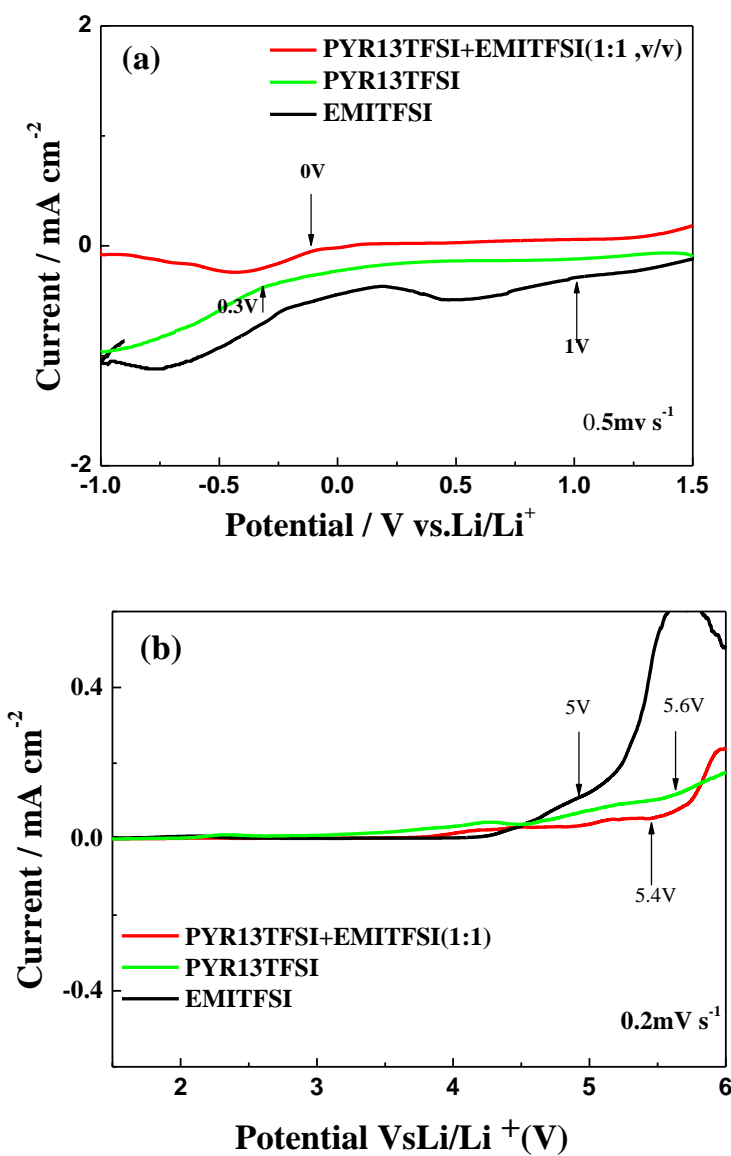 (a)
PYR13TFSI+EMITFSI(1:1 ,v/v)
PYR13TFSI
EMITFSI
2
0
-2
Current / mA cm-2
0V
0.3V
1V
0.5mv s-1
-1.0 -0.5 0.0 0.5 1.0 1.5
Potential / V vs.Li/Li+
(b)
0.4
0.0
-0.4
Current / mA cm-2
5V
5.6V
5.4V
PYR13TFSI+EMITFSI(1:1)
PYR13TFSI
EMITFSI
0.2mV s-1
2 3 4 5 6
Potential VsLi/Li +(V)